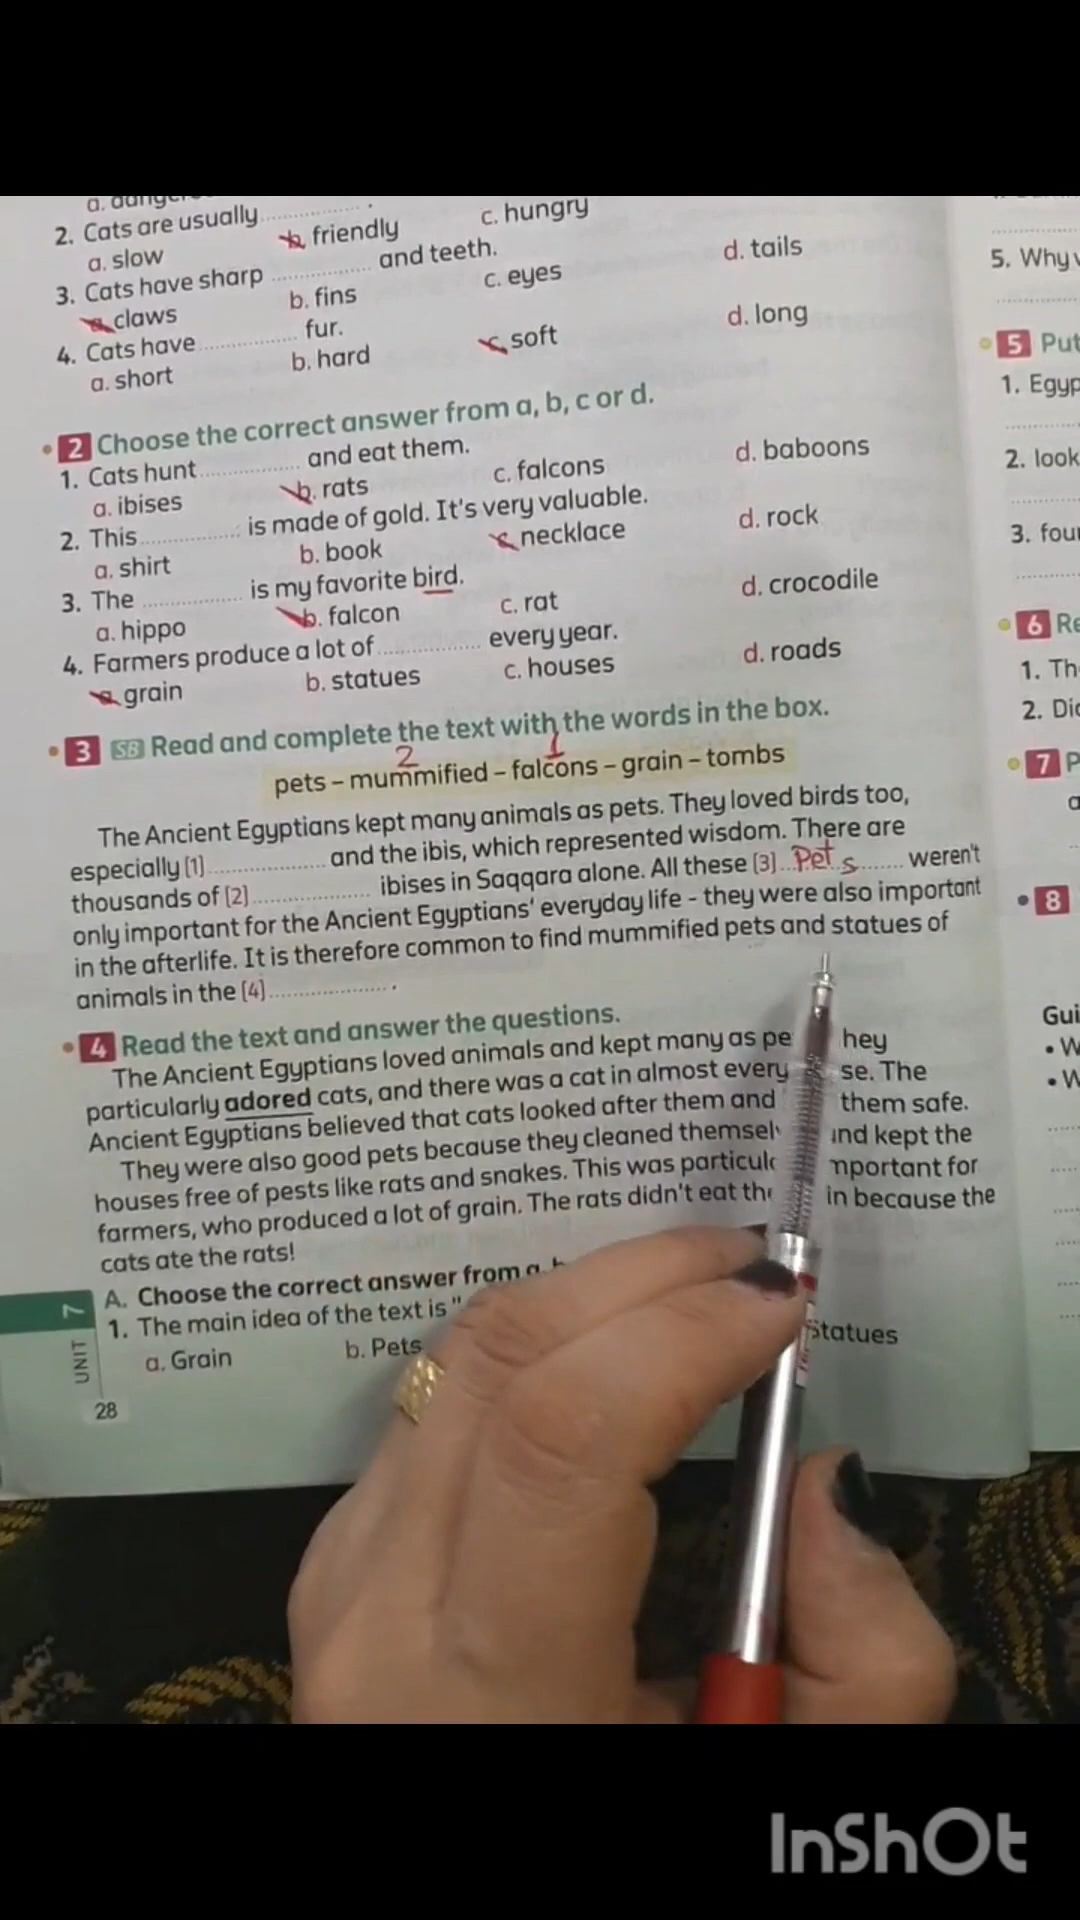 a.
2. Cats are usually .................... .
a. slow b. friendly c. hungry
3. Cats have sharp .................... and teeth.
a. claws b. fins c. eyes d. tails
4. Cats have .................... fur.
a. short b. hard c. soft d. long
2 Choose the correct answer from a, b, c or d.
1. Cats hunt .................... and eat them.
a. ibises b. rats c. falcons d. baboons
2. This .................... is made of gold. It's very valuable.
a. shirt b. book c. necklace d. rock
3. The .................... is my favorite bird.
a. hippo b. falcon c. rat d. crocodile
4. Farmers produce a lot of .................... every year.
a. grain b. statues c. houses d. roads
3 SB Read and complete the text with the words in the box.
2 1
pets – mummified – falcons – grain – tombs
The Ancient Egyptians kept many animals as pets. They loved birds too,
especially (1) .................... and the ibis, which represented wisdom. There are
thousands of (2) .................... ibises in Saqqara alone. All these (3) Pets weren't
only important for the Ancient Egyptians' everyday life - they were also important
in the afterlife. It is therefore common to find mummified pets and statues of
animals in the (4) .................... .
4 Read the text and answer the questions.
The Ancient Egyptians loved animals and kept many as pe hey
particularly adored cats, and there was a cat in almost every se. The
Ancient Egyptians believed that cats looked after them and them safe.
They were also good pets because they cleaned themsel and kept the
houses free of pests like rats and snakes. This was particul mportant for
farmers, who produced a lot of grain. The rats didn't eat the in because the
cats ate the rats!
A. Choose the correct answer from a
1. The main idea of the text is "
a. Grain b. Pets Statues
UNIT 7
28
5. Why
5 Put
1. Egyp
2. look
3. four
6 Re
1. Th
2. Did
7 P
a
8
Gui
• W
• W
InShOt